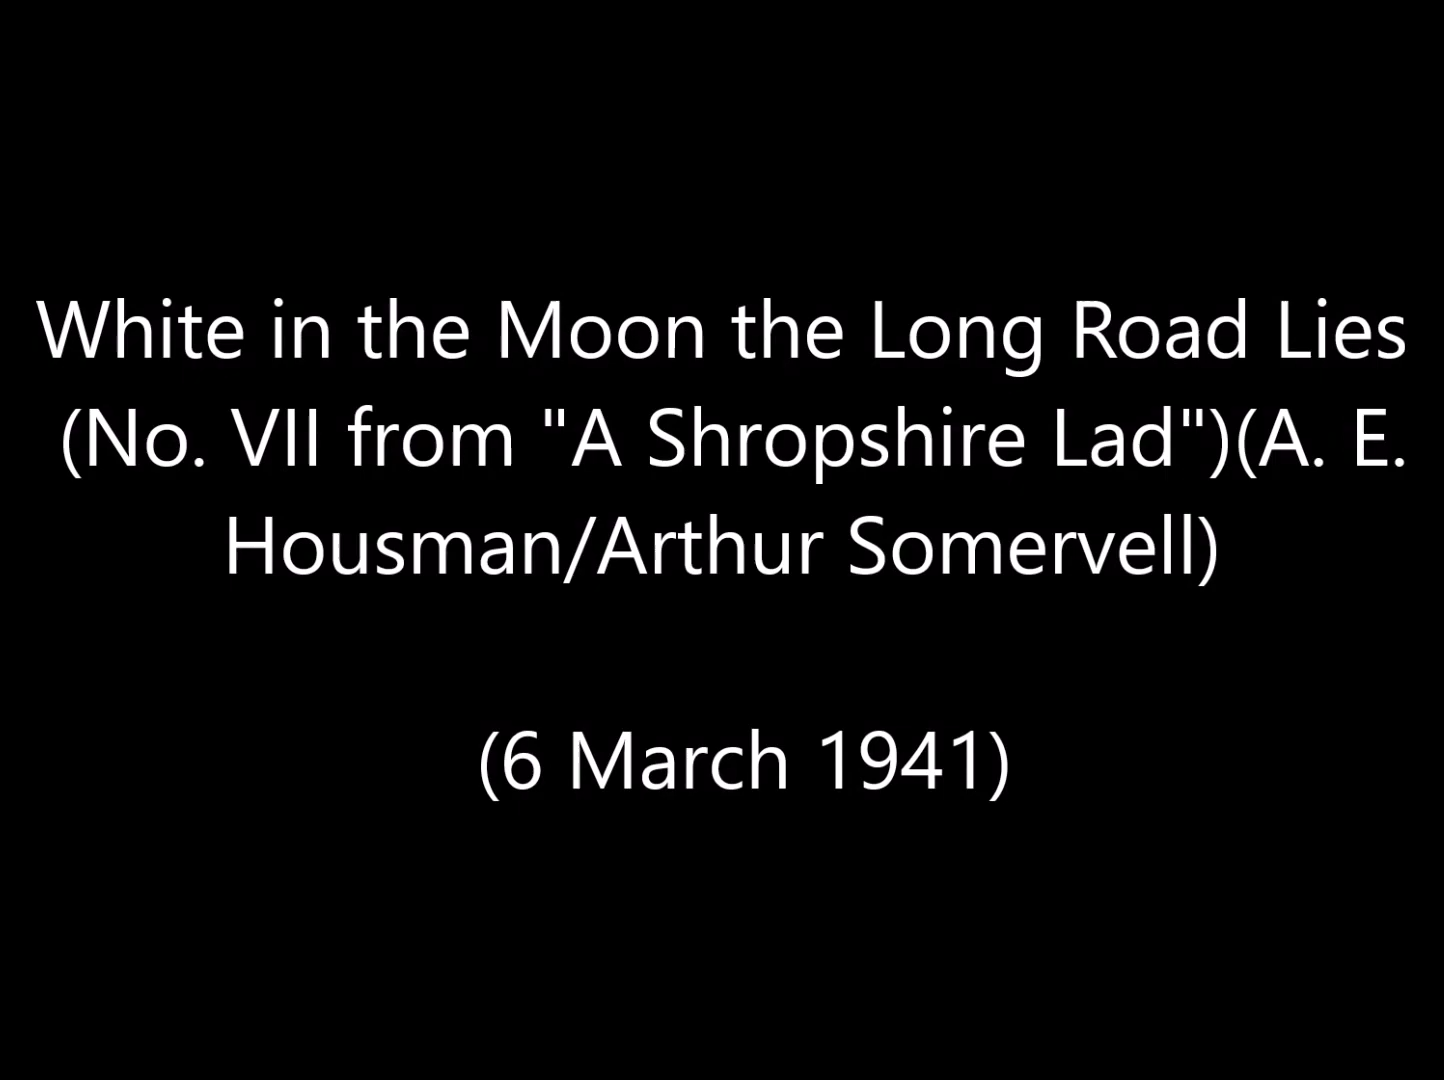 White in the Moon the Long Road Lies
(No. VII from "A Shropshire Lad")(A. E.
Housman/Arthur Somervell)
(6 March 1941)